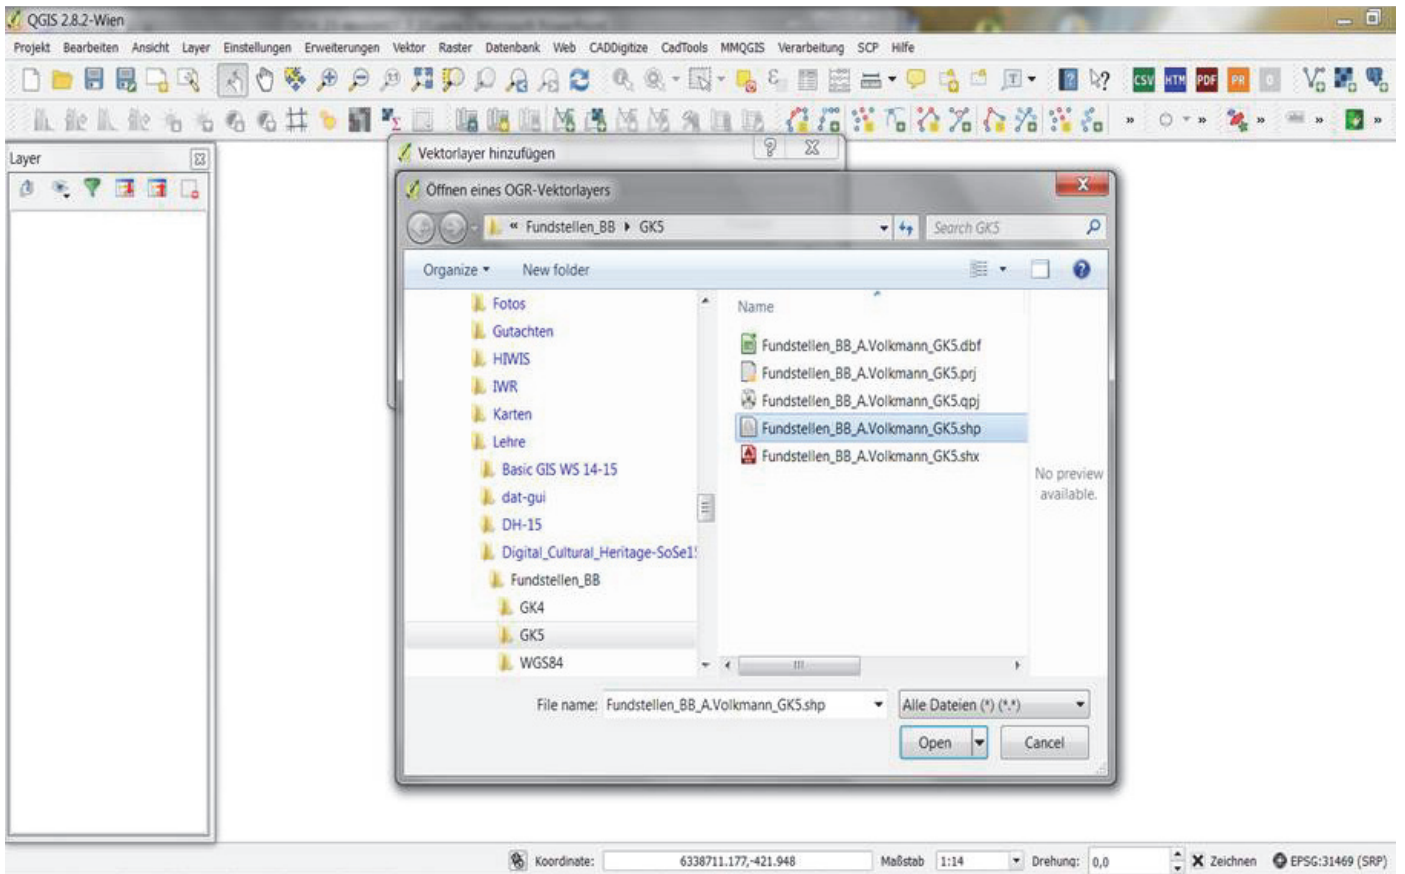 QGIS 2.8.2-Wien
Projekt Bearbeiten Ansicht Layer Einstellungen Erweiterungen Vektor Raster Datenbank Web CADDigitize CadTools MMQGIS Verarbeitung SCP Hilfe
CSV HTM PDF PR
Layer
Vektorlayer hinzufügen
Öffnen eines OGR-Vektorlayers
« Fundstellen_BB GK5
Search GK5
Organize New folder
Fotos
Gutachten
HIWIS
IWR
Karten
Lehre
Basic GIS WS 14-15
dat-gui
DH-15
Digital_Cultural_Heritage-SoSe1
Fundstellen_BB
GK4
GK5
WGS84
Name
Fundstellen_BB_A.Volkmann_GK5.dbf
Fundstellen_BB_A.Volkmann_GK5.prj
Fundstellen_BB_A.Volkmann_GK5.qpj
Fundstellen_BB_A.Volkmann_GK5.shp
Fundstellen_BB_A.Volkmann_GK5.shx
No preview
available.
File name: Fundstellen_BB_A.Volkmann_GK5.shp
Alle Dateien (*) (*.*)
Open Cancel
Koordinate: 6338711.177,-421.948 Maßstab 1:14 Drehung: 0,0 Zeichnen EPSG:31469 (SRP)